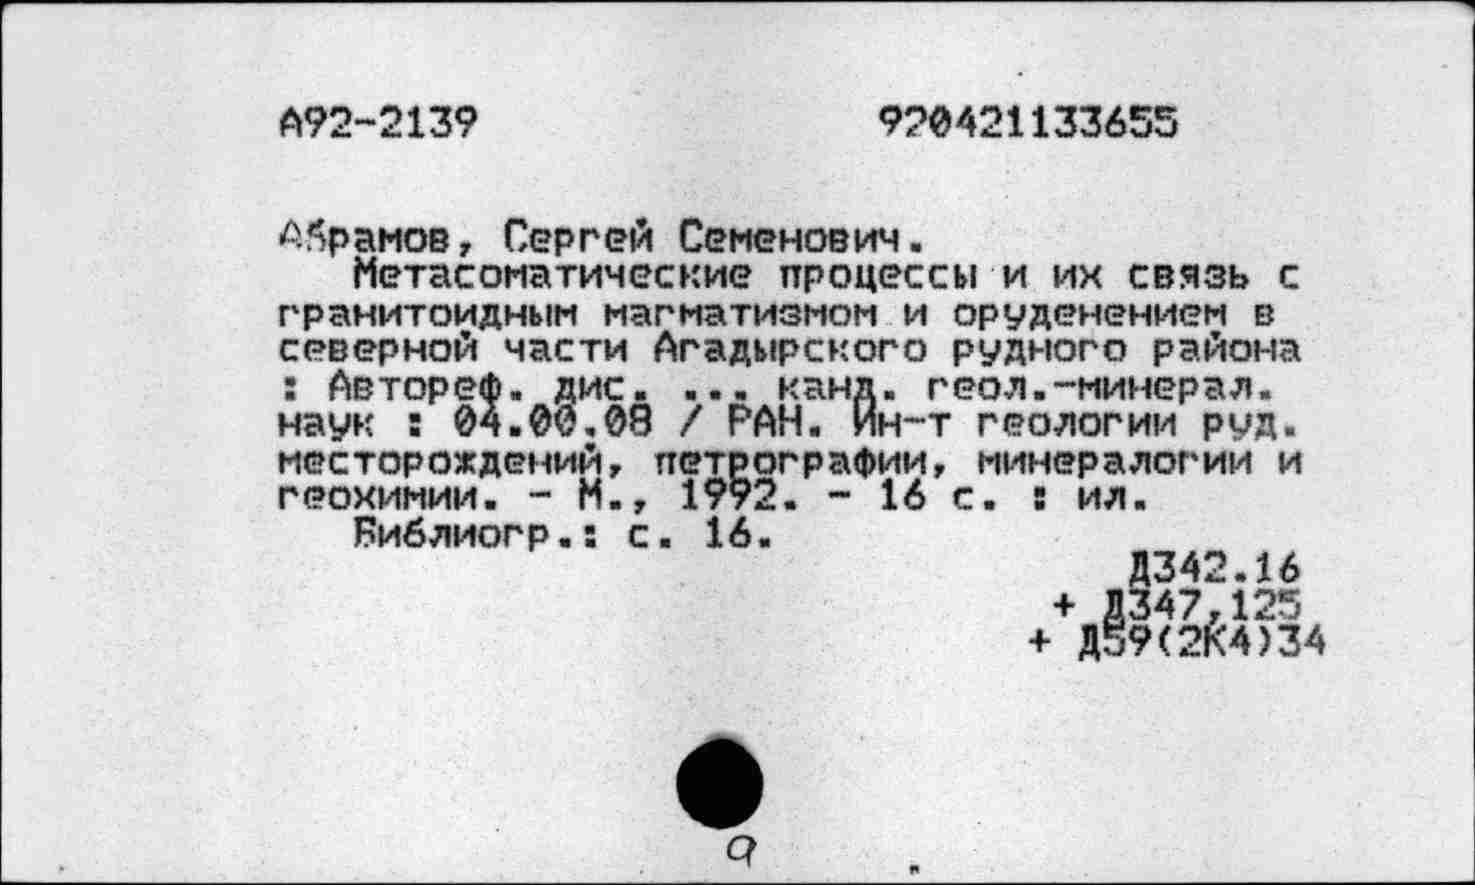 А92-2139 920421133655
Абрамов, Сергей Семенович.
Метасоматические процессы и их связь с
гранитоидным магматизмом и оруденением в
северной части Агадырского рудного района
: Автореф. дис. ... канд. геол.-минерал.
наук : 04.00.08 / РАН. Ин-т геологии руд.
месторождений, петрографии, минералогии и
геохимии. - М., 1992. - 16 с. : ил.
Библиогр.: с. 16.
Д342.16
+ Д347,125
+ Д59(2К4)34